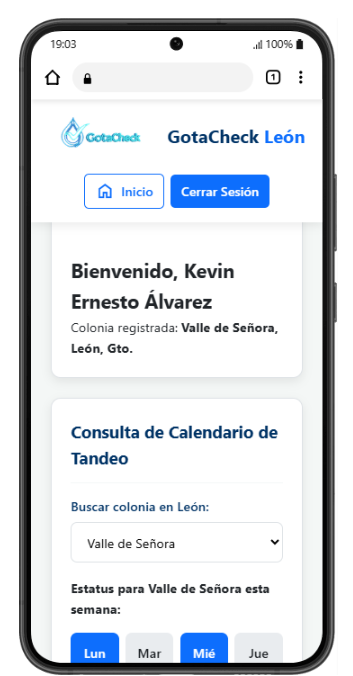 19:03
100%
1
GotaCheck
GotaCheck León
Inicio
Cerrar Sesión
Bienvenido, Kevin
Ernesto Álvarez
Colonia registrada: Valle de Señora,
León, Gto.
Consulta de Calendario de
Tandeo
Buscar colonia en León:
Valle de Señora
Estatus para Valle de Señora esta
semana:
Lun Mar Mié Jue